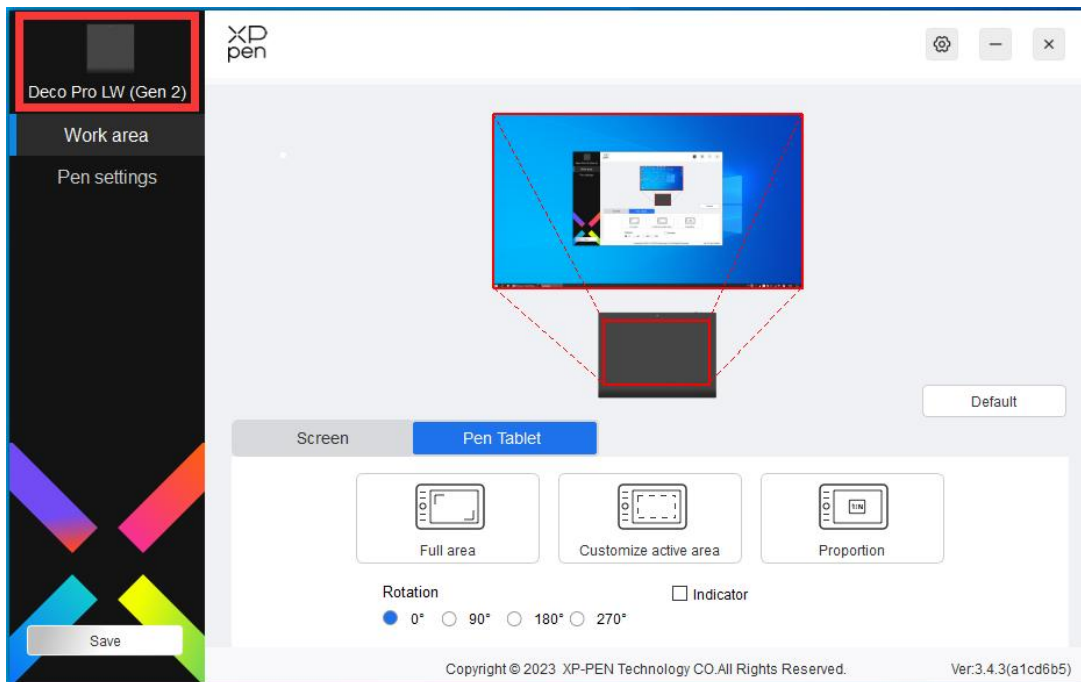 XP
pen
Deco Pro LW (Gen 2)
Work area
Pen settings
Default
Screen
Pen Tablet
1:N
Full area
Customize active area
Proportion
Rotation
Indicator
0° 90° 180° 270°
Save
Copyright © 2023 XP-PEN Technology CO.All Rights Reserved.
Ver:3.4.3(a1cd6b5)